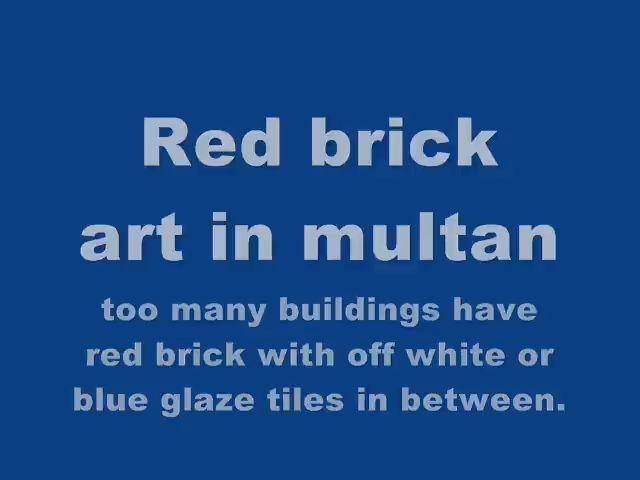 Red brick
art in multan
too many buildings have
red brick with off white or
blue glaze tiles in between.